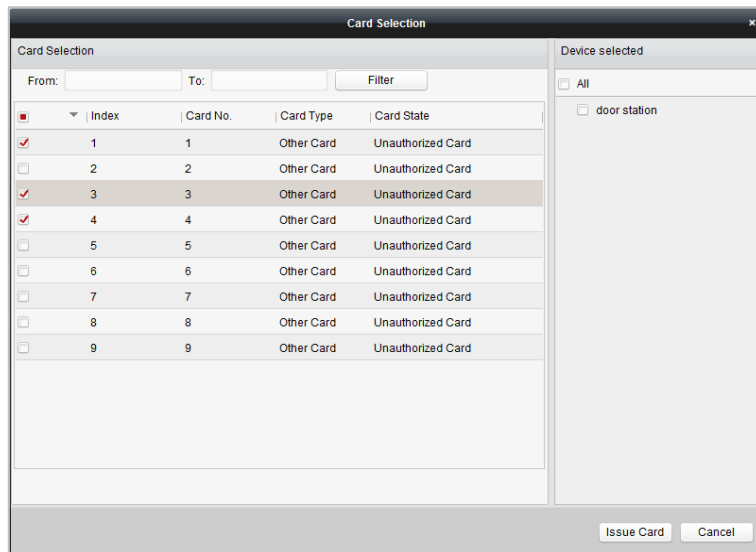 Card Selection ×
Card Selection
Device selected
From: To: Filter
All
Index Card No. Card Type Card State
door station
1 1 Other Card Unauthorized Card
2 2 Other Card Unauthorized Card
3 3 Other Card Unauthorized Card
4 4 Other Card Unauthorized Card
5 5 Other Card Unauthorized Card
6 6 Other Card Unauthorized Card
7 7 Other Card Unauthorized Card
8 8 Other Card Unauthorized Card
9 9 Other Card Unauthorized Card
Issue Card Cancel